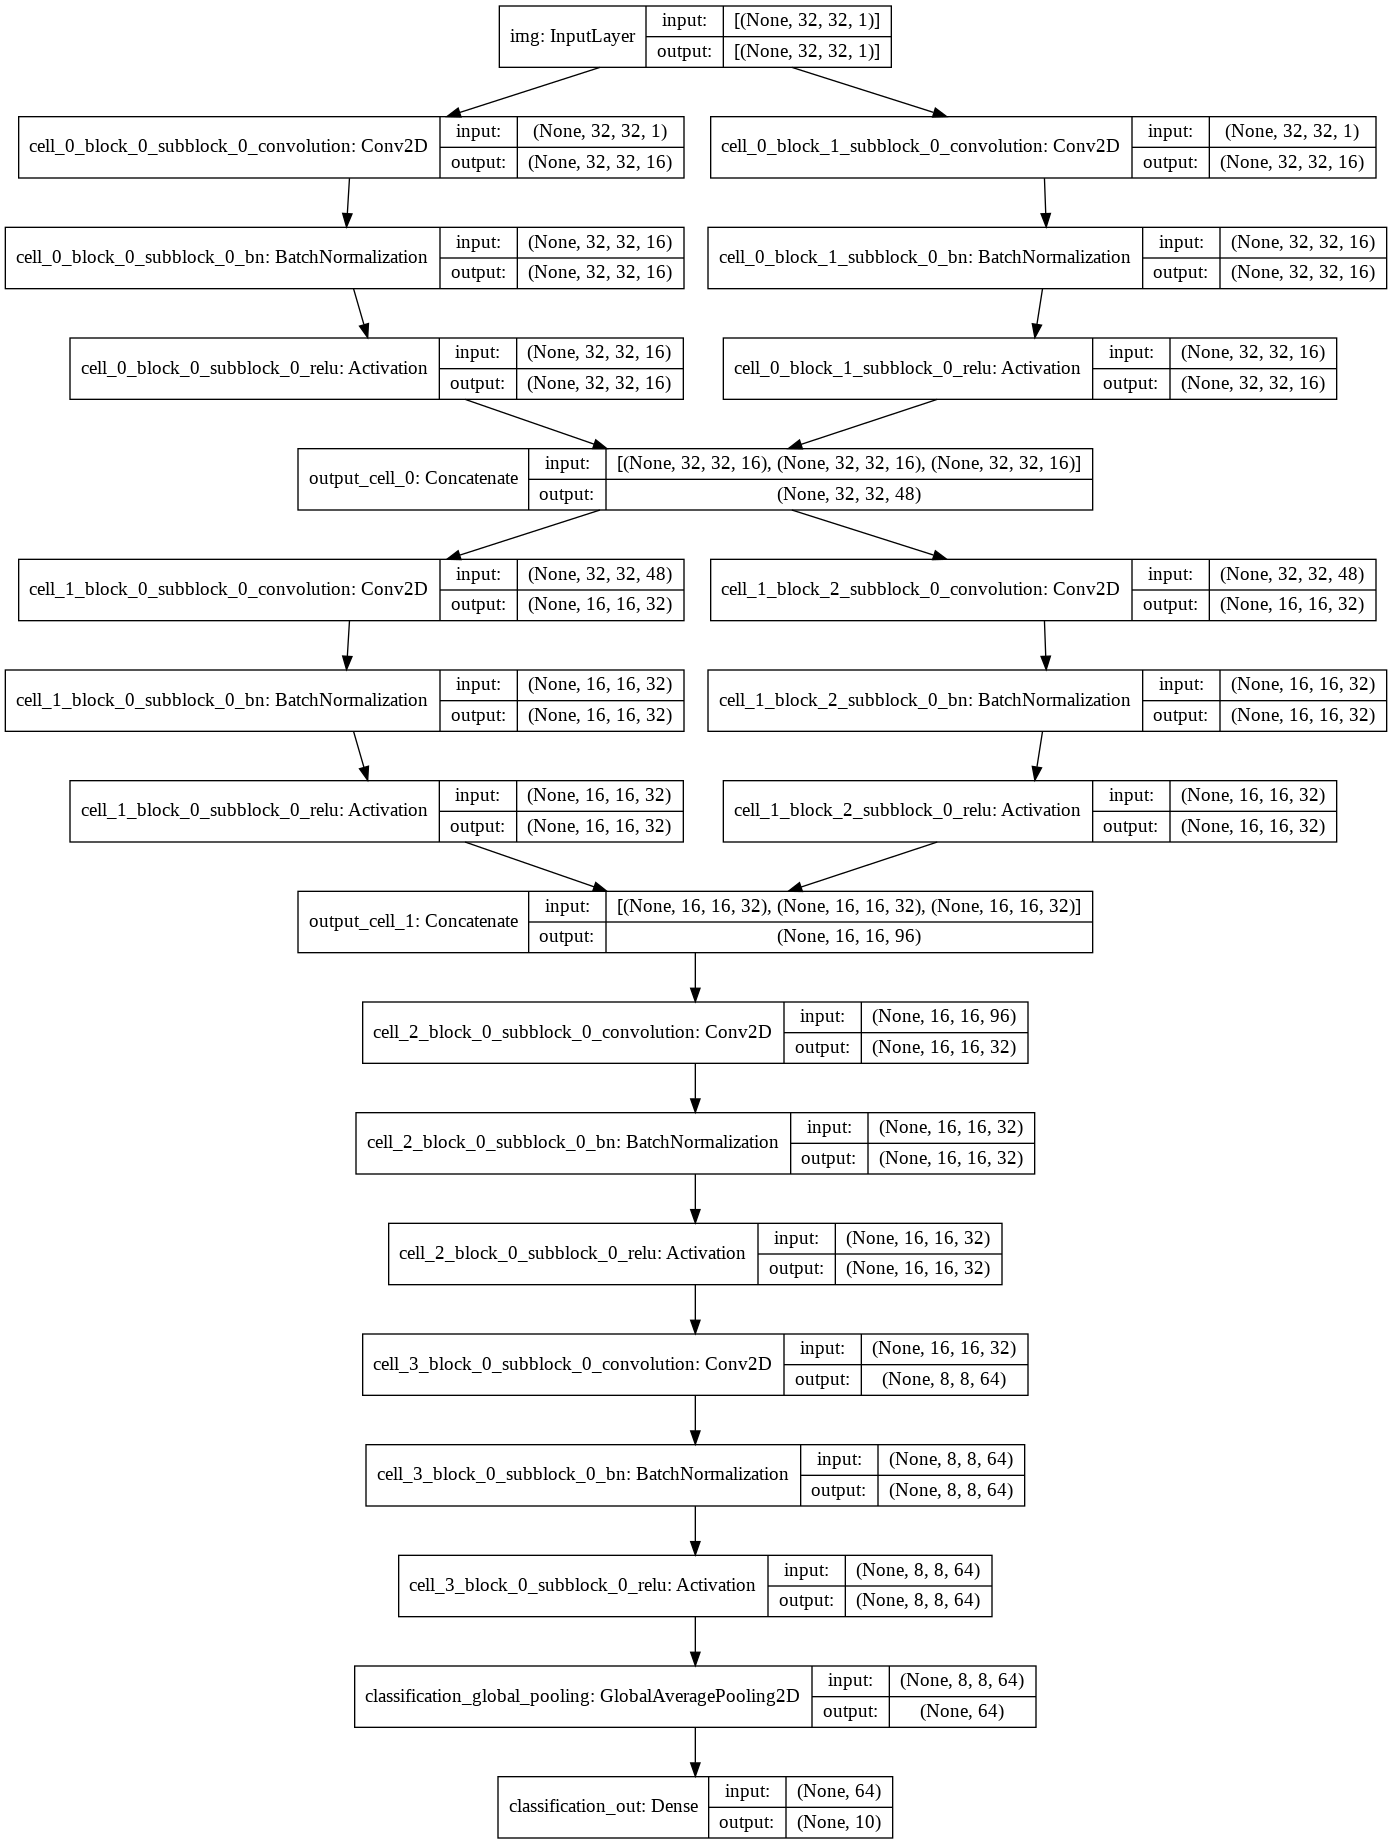 img: InputLayer
input:
[(None, 32, 32, 1)]
output:
[(None, 32, 32, 1)]
cell_0_block_0_subblock_0_convolution: Conv2D
input:
(None, 32, 32, 1)
output:
(None, 32, 32, 16)
cell_0_block_1_subblock_0_convolution: Conv2D
input:
(None, 32, 32, 1)
output:
(None, 32, 32, 16)
cell_0_block_0_subblock_0_bn: BatchNormalization
input:
(None, 32, 32, 16)
output:
(None, 32, 32, 16)
cell_0_block_1_subblock_0_bn: BatchNormalization
input:
(None, 32, 32, 16)
output:
(None, 32, 32, 16)
cell_0_block_0_subblock_0_relu: Activation
input:
(None, 32, 32, 16)
output:
(None, 32, 32, 16)
cell_0_block_1_subblock_0_relu: Activation
input:
(None, 32, 32, 16)
output:
(None, 32, 32, 16)
output_cell_0: Concatenate
input:
[(None, 32, 32, 16), (None, 32, 32, 16), (None, 32, 32, 16)]
output:
(None, 32, 32, 48)
cell_1_block_0_subblock_0_convolution: Conv2D
input:
(None, 32, 32, 48)
output:
(None, 16, 16, 32)
cell_1_block_2_subblock_0_convolution: Conv2D
input:
(None, 32, 32, 48)
output:
(None, 16, 16, 32)
cell_1_block_0_subblock_0_bn: BatchNormalization
input:
(None, 16, 16, 32)
output:
(None, 16, 16, 32)
cell_1_block_2_subblock_0_bn: BatchNormalization
input:
(None, 16, 16, 32)
output:
(None, 16, 16, 32)
cell_1_block_0_subblock_0_relu: Activation
input:
(None, 16, 16, 32)
output:
(None, 16, 16, 32)
cell_1_block_2_subblock_0_relu: Activation
input:
(None, 16, 16, 32)
output:
(None, 16, 16, 32)
output_cell_1: Concatenate
input:
[(None, 16, 16, 32), (None, 16, 16, 32), (None, 16, 16, 32)]
output:
(None, 16, 16, 96)
cell_2_block_0_subblock_0_convolution: Conv2D
input:
(None, 16, 16, 96)
output:
(None, 16, 16, 32)
cell_2_block_0_subblock_0_bn: BatchNormalization
input:
(None, 16, 16, 32)
output:
(None, 16, 16, 32)
cell_2_block_0_subblock_0_relu: Activation
input:
(None, 16, 16, 32)
output:
(None, 16, 16, 32)
cell_3_block_0_subblock_0_convolution: Conv2D
input:
(None, 16, 16, 32)
output:
(None, 8, 8, 64)
cell_3_block_0_subblock_0_bn: BatchNormalization
input:
(None, 8, 8, 64)
output:
(None, 8, 8, 64)
cell_3_block_0_subblock_0_relu: Activation
input:
(None, 8, 8, 64)
output:
(None, 8, 8, 64)
classification_global_pooling: GlobalAveragePooling2D
input:
(None, 8, 8, 64)
output:
(None, 64)
classification_out: Dense
input:
(None, 64)
output:
(None, 10)